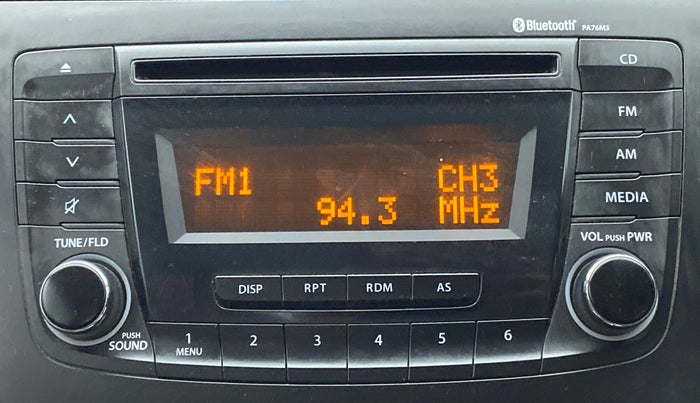 Bluetooth PA76M3
CD
FM
AM
MEDIA
FM1 CH3
94.3 MHz
TUNE/FLD
VOL PUSH PWR
DISP RPT RDM AS
PUSH SOUND
1 MENU 2 3 4 5 6